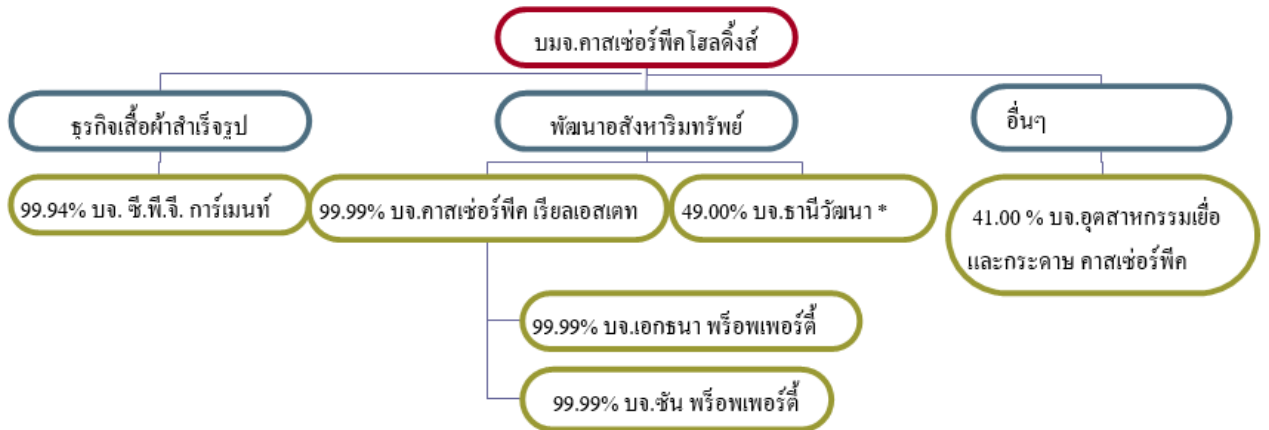 บมจ.คาสเซ่อร์พีคโฮลดิ้งส์
ธุรกิจเสื้อผ้าสำเร็จรูป
พัฒนาอสังหาริมทรัพย์
อื่นๆ
99.94% บจ. ซี.พี.จี. การ์เมนท์
99.99% บจ.คาสเซ่อร์พีค เรียลเอสเตท
49.00% บจ.ธานีวัฒนา *
41.00 % บจ.อุตสาหกรรมเยื่อ
และกระดาษ คาสเซ่อร์พีค
99.99% บจ.เอกธนา พร็อพเพอร์ตี้
99.99% บจ.ซัน พร็อพเพอร์ตี้